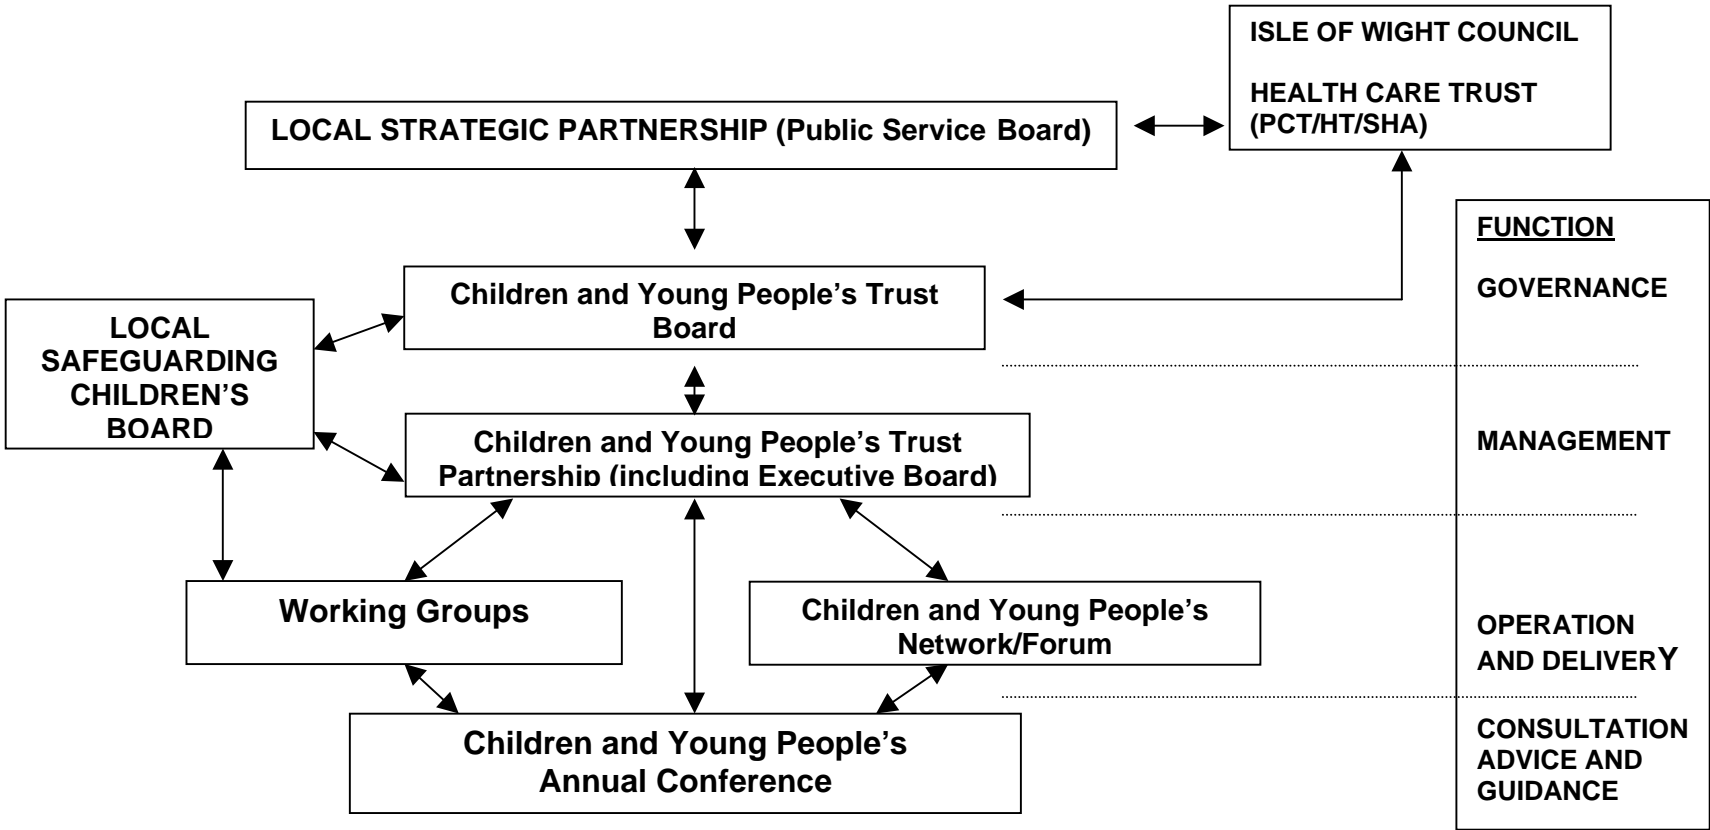 ISLE OF WIGHT COUNCIL
HEALTH CARE TRUST
(PCT/HT/SHA)
LOCAL STRATEGIC PARTNERSHIP (Public Service Board)
FUNCTION
GOVERNANCE
Children and Young People’s Trust
Board
LOCAL
SAFEGUARDING
CHILDREN’S
BOARD
MANAGEMENT
Children and Young People’s Trust
Partnership (including Executive Board)
Working Groups
Children and Young People’s
Network/Forum
OPERATION
AND DELIVERY
Children and Young People’s
Annual Conference
CONSULTATION
ADVICE AND
GUIDANCE